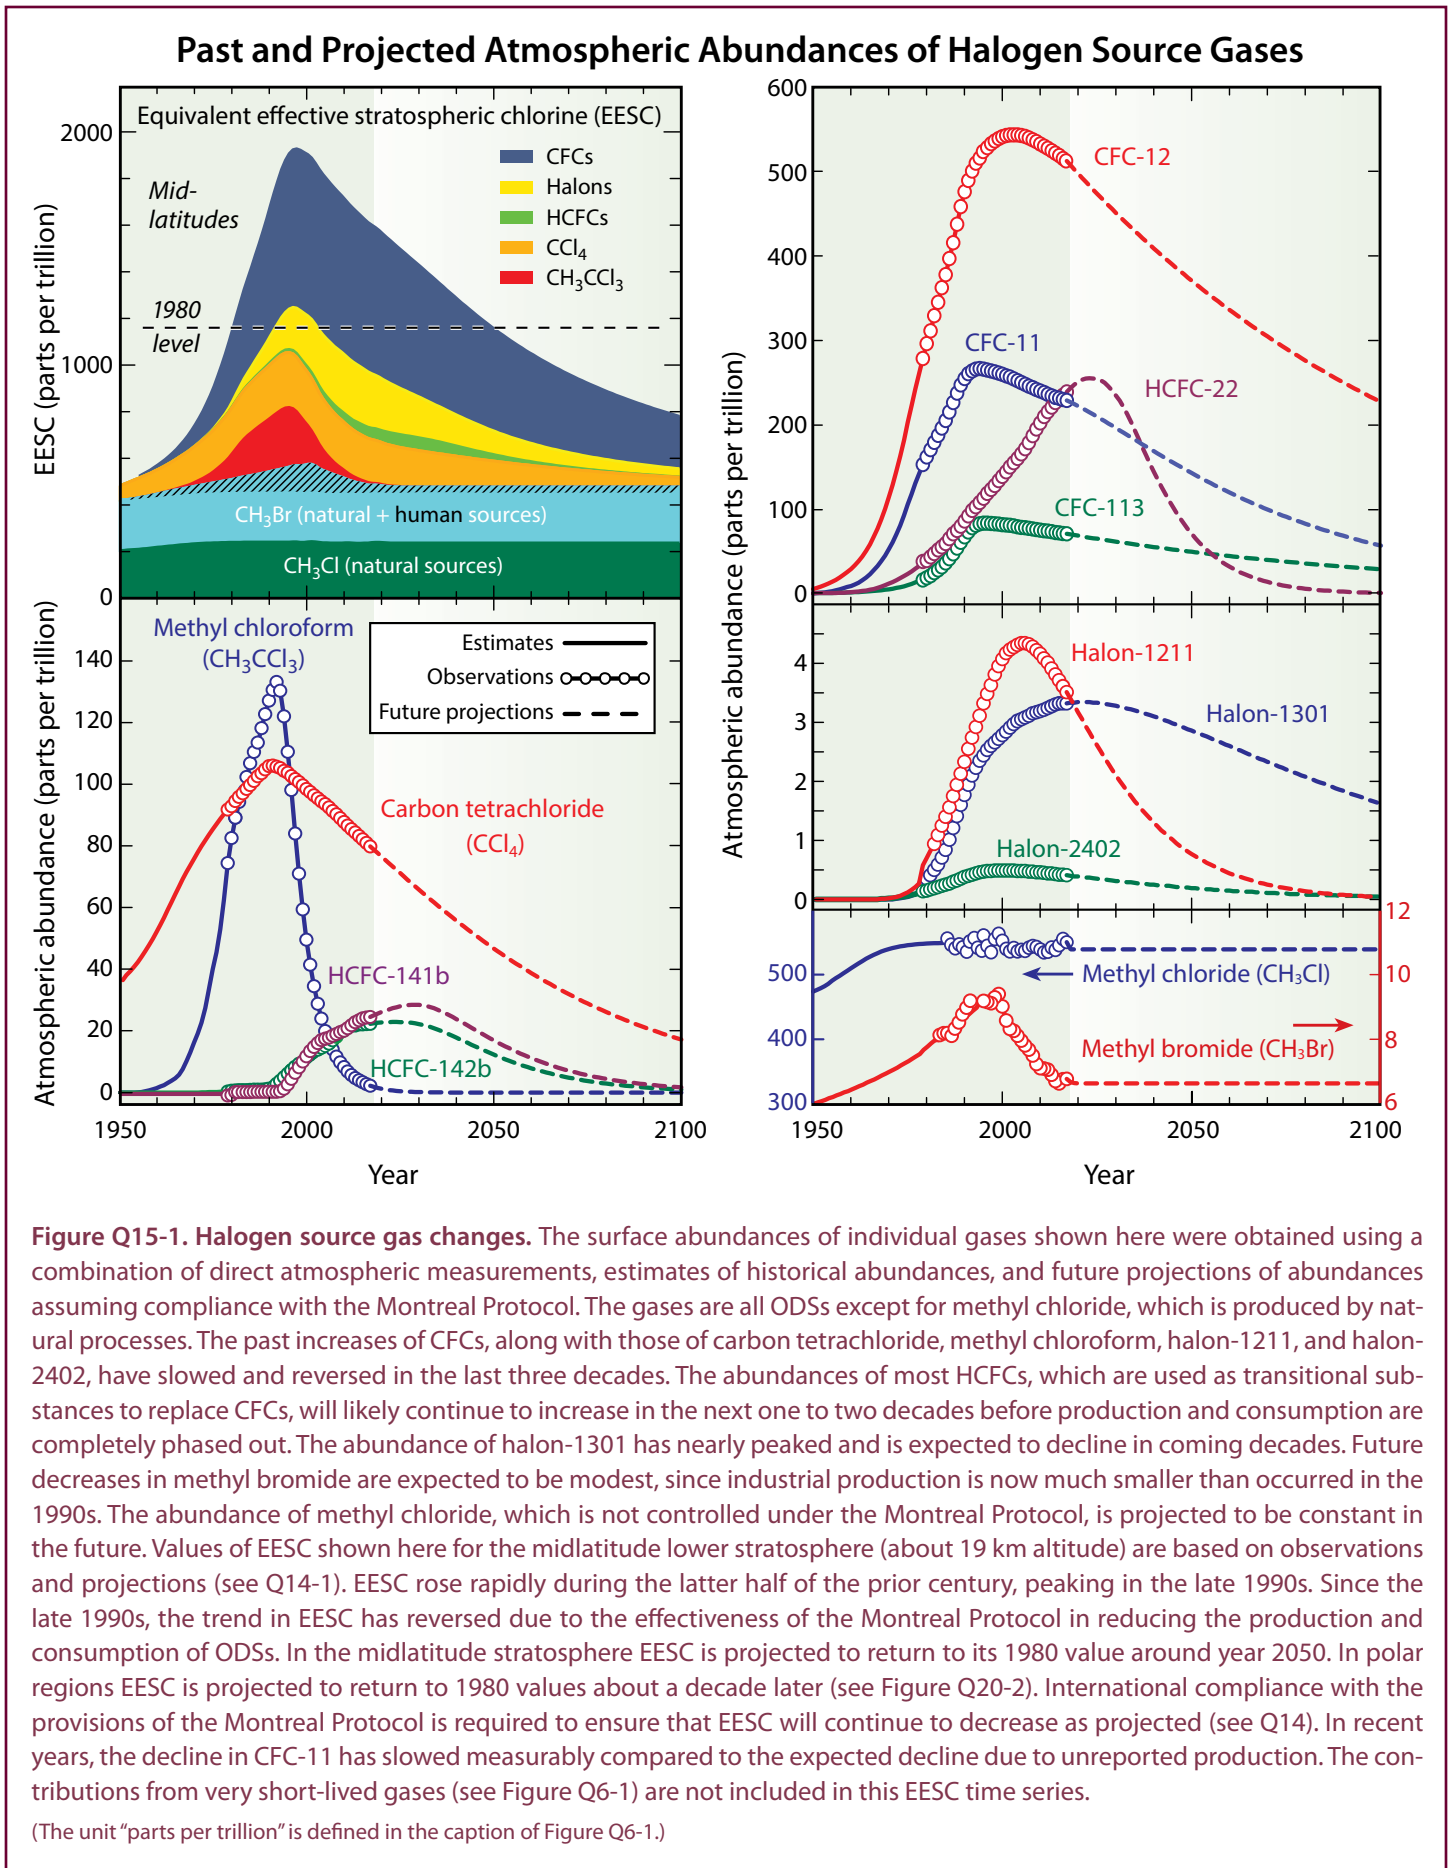 Past and Projected Atmospheric Abundances of Halogen Source Gases
Equivalent effective stratospheric chlorine (EESC)
2000
1000
0
EESC (parts per trillion)
Mid-
latitudes
1980
level
CFCs
Halons
HCFCs
CCl₄
CH₃CCl₃
CH₃Br (natural + human sources)
CH₃Cl (natural sources)
Methyl chloroform
(CH₃CCl₃)
Estimates
Observations
Future projections
140
120
100
80
60
40
20
0
Atmospheric abundance (parts per trillion)
Carbon tetrachloride
(CCl₄)
HCFC-141b
HCFC-142b
1950
2000
2050
2100
Year
600
500
400
300
200
100
0
Atmospheric abundance (parts per trillion)
CFC-12
CFC-11
HCFC-22
CFC-113
4
3
2
1
0
Halon-1211
Halon-1301
Halon-2402
500
400
300
12
10
8
6
Methyl chloride (CH₃Cl)
Methyl bromide (CH₃Br)
1950
2000
2050
2100
Year
Figure Q15-1. Halogen source gas changes. The surface abundances of individual gases shown here were obtained using a
combination of direct atmospheric measurements, estimates of historical abundances, and future projections of abundances
assuming compliance with the Montreal Protocol. The gases are all ODSs except for methyl chloride, which is produced by nat-
ural processes. The past increases of CFCs, along with those of carbon tetrachloride, methyl chloroform, halon-1211, and halon-
2402, have slowed and reversed in the last three decades. The abundances of most HCFCs, which are used as transitional sub-
stances to replace CFCs, will likely continue to increase in the next one to two decades before production and consumption are
completely phased out. The abundance of halon-1301 has nearly peaked and is expected to decline in coming decades. Future
decreases in methyl bromide are expected to be modest, since industrial production is now much smaller than occurred in the
1990s. The abundance of methyl chloride, which is not controlled under the Montreal Protocol, is projected to be constant in
the future. Values of EESC shown here for the midlatitude lower stratosphere (about 19 km altitude) are based on observations
and projections (see Q14-1). EESC rose rapidly during the latter half of the prior century, peaking in the late 1990s. Since the
late 1990s, the trend in EESC has reversed due to the effectiveness of the Montreal Protocol in reducing the production and
consumption of ODSs. In the midlatitude stratosphere EESC is projected to return to its 1980 value around year 2050. In polar
regions EESC is projected to return to 1980 values about a decade later (see Figure Q20-2). International compliance with the
provisions of the Montreal Protocol is required to ensure that EESC will continue to decrease as projected (see Q14). In recent
years, the decline in CFC-11 has slowed measurably compared to the expected decline due to unreported production. The con-
tributions from very short-lived gases (see Figure Q6-1) are not included in this EESC time series.
(The unit “parts per trillion” is defined in the caption of Figure Q6-1.)